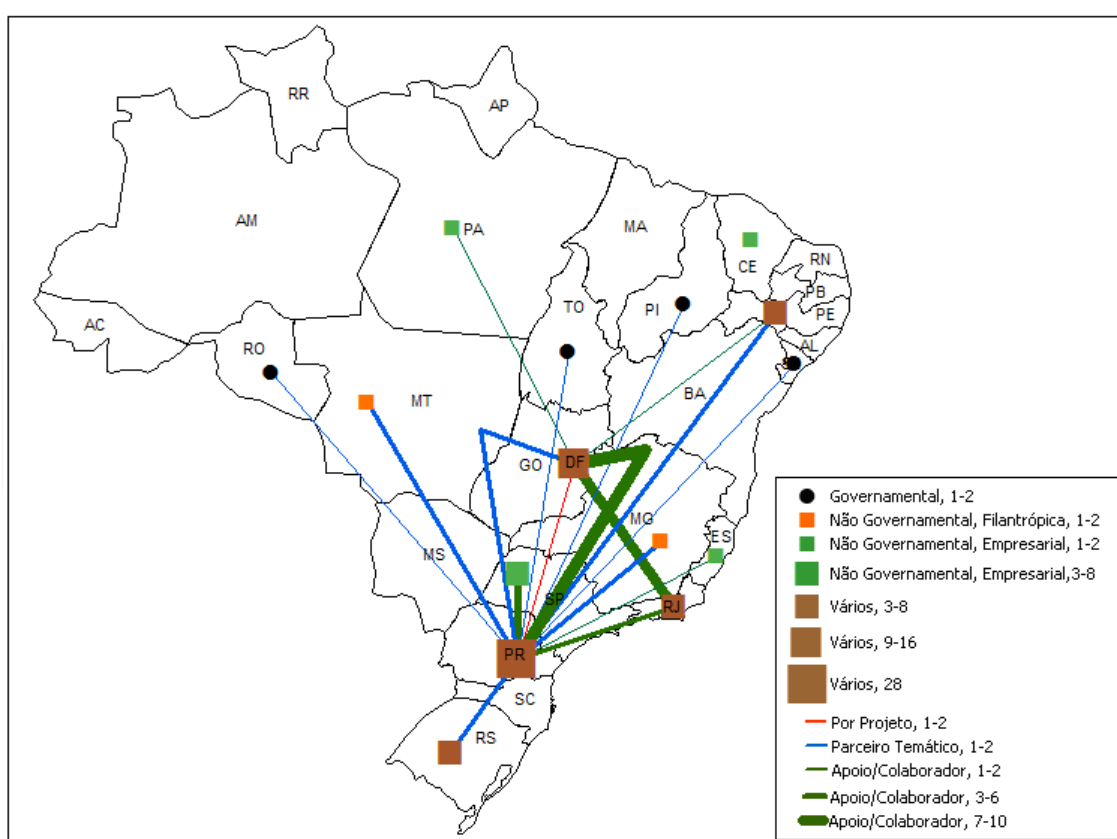 RR
AP
AM
PA
MA
CE
RN
PB
PE
AL
PI
TO
AC
RO
BA
MT
GO
DF
MG
ES
MS
SP
RJ
PR
SC
RS
Governamental, 1-2
Não Governamental, Filantrópica, 1-2
Não Governamental, Empresarial, 1-2
Não Governamental, Empresarial,3-8
Vários, 3-8
Vários, 9-16
Vários, 28
Por Projeto, 1-2
Parceiro Temático, 1-2
Apoio/Colaborador, 1-2
Apoio/Colaborador, 3-6
Apoio/Colaborador, 7-10